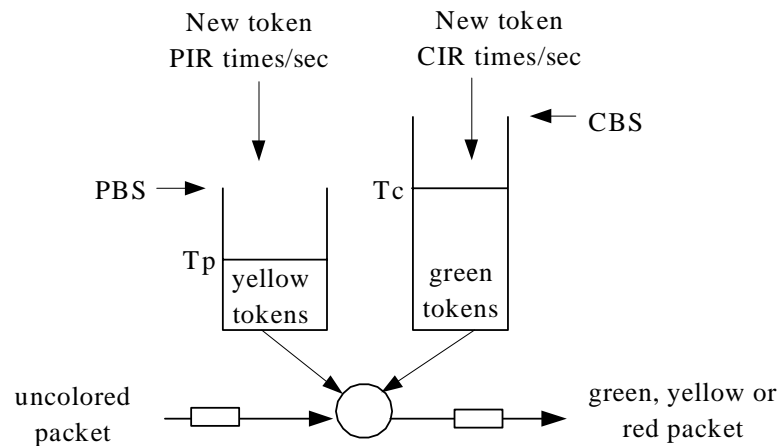 New token
PIR times/sec
New token
CIR times/sec
CBS
PBS
Tc
Tp
yellow
tokens
green
tokens
uncolored
packet
green, yellow or
red packet